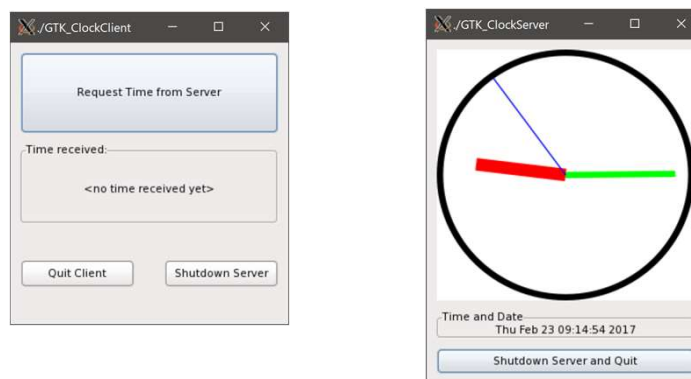 ./GTK_ClockClient
Request Time from Server
Time received:
<no time received yet>
Quit Client
Shutdown Server
./GTK_ClockServer
Time and Date
Thu Feb 23 09:14:54 2017
Shutdown Server and Quit